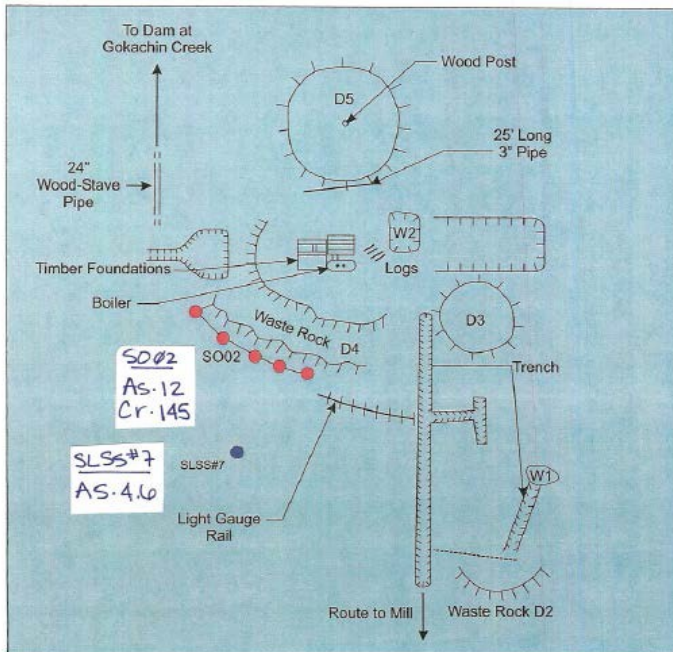 To Dam at
Gokachin Creek
Wood Post
D5
25' Long
3" Pipe
24"
Wood-Stave
Pipe
W2
Timber Foundations
Logs
Boiler
Waste Rock
D4
D3
SO02
Trench
SO02
As.12
Cr.145
SLSS#7
AS.4.6
SLSS#7
W1
Light Gauge
Rail
Route to Mill
Waste Rock D2